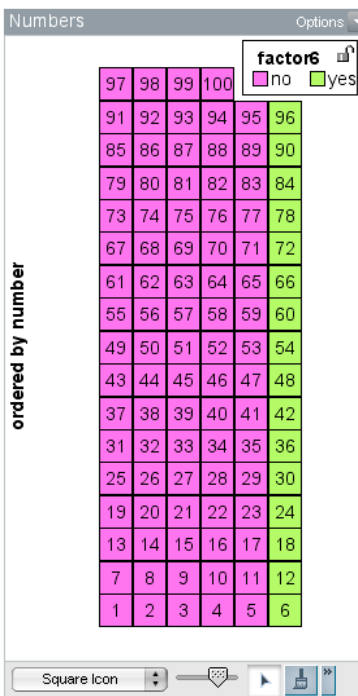 Numbers Options
factor6
no yes
97 98 99 100
91 92 93 94 95 96
85 86 87 88 89 90
79 80 81 82 83 84
73 74 75 76 77 78
67 68 69 70 71 72
61 62 63 64 65 66
55 56 57 58 59 60
49 50 51 52 53 54
43 44 45 46 47 48
37 38 39 40 41 42
31 32 33 34 35 36
25 26 27 28 29 30
19 20 21 22 23 24
13 14 15 16 17 18
7 8 9 10 11 12
1 2 3 4 5 6
ordered by number
Square Icon